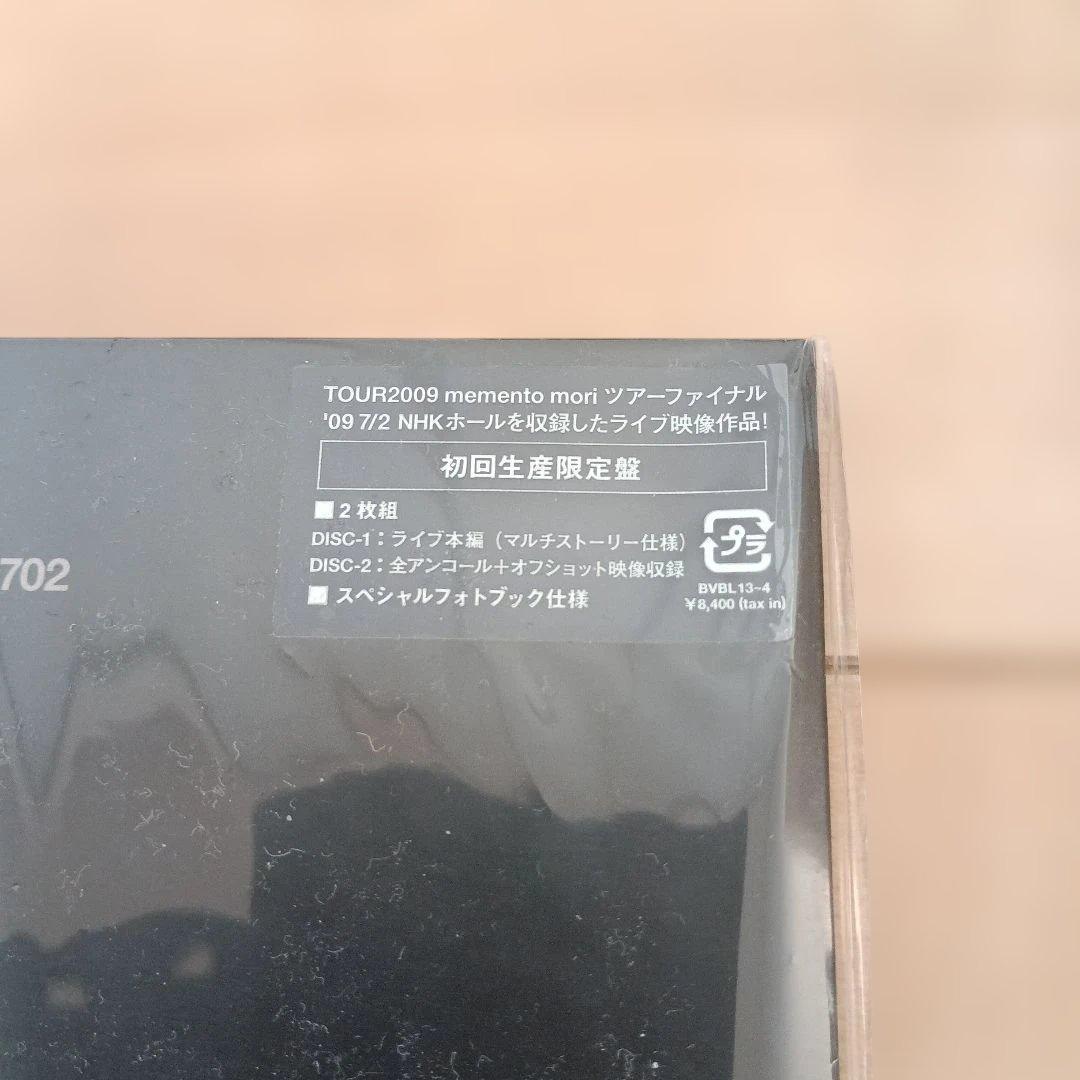 TOUR2009 memento mori ツアーファイナル
'09 7/2 NHKホールを収録したライブ映像作品!
初回生産限定盤
■2枚組
DISC-1:ライブ本編(マルチストーリー仕様)
DISC-2:全アンコール+オフショット映像収録
■スペシャルフォトブック仕様
プラ
BVBL13~4
¥8,400 (tax in)
702